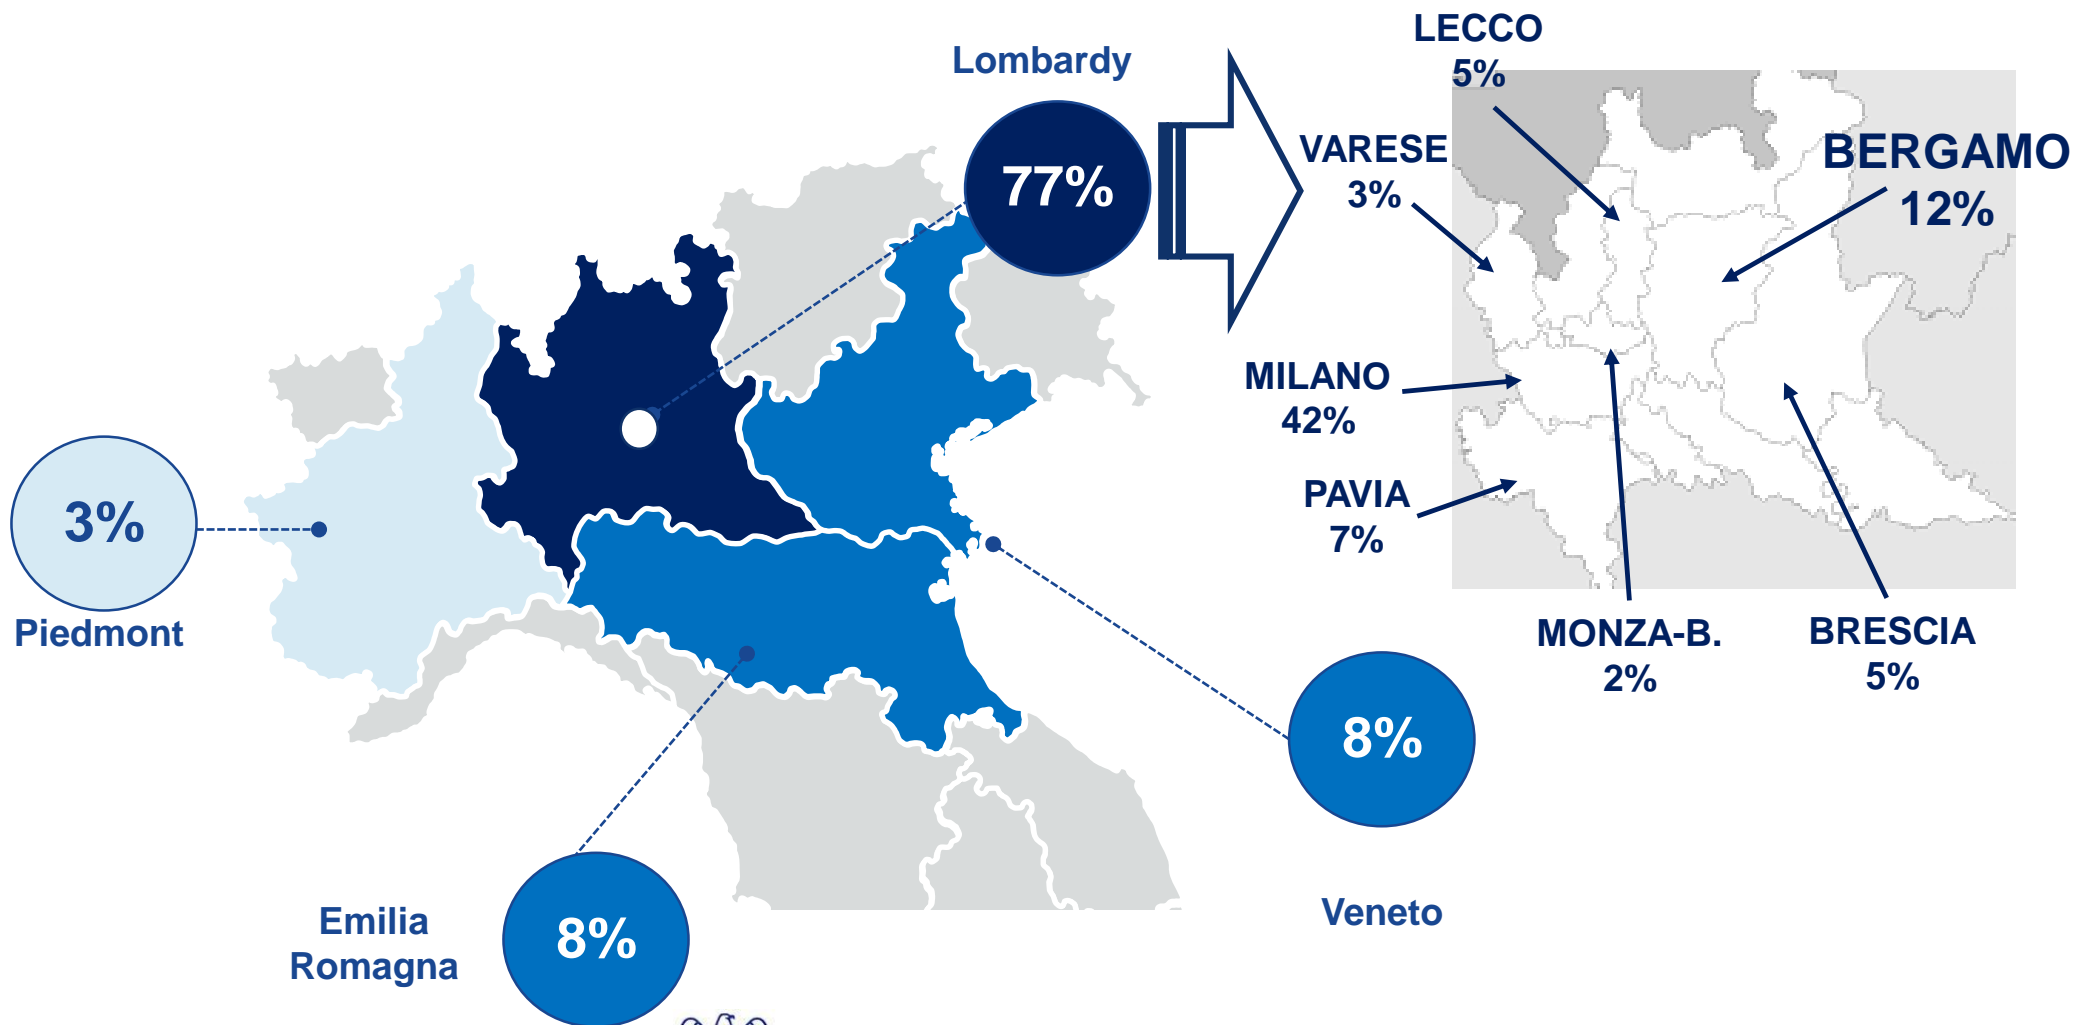 Lombardy
77%
LECCO
5%
VARESE
3%
BERGAMO
12%
MILANO
42%
PAVIA
7%
MONZA-B.
2%
BRESCIA
5%
3%
Piedmont
8%
Veneto
Emilia
Romagna
8%